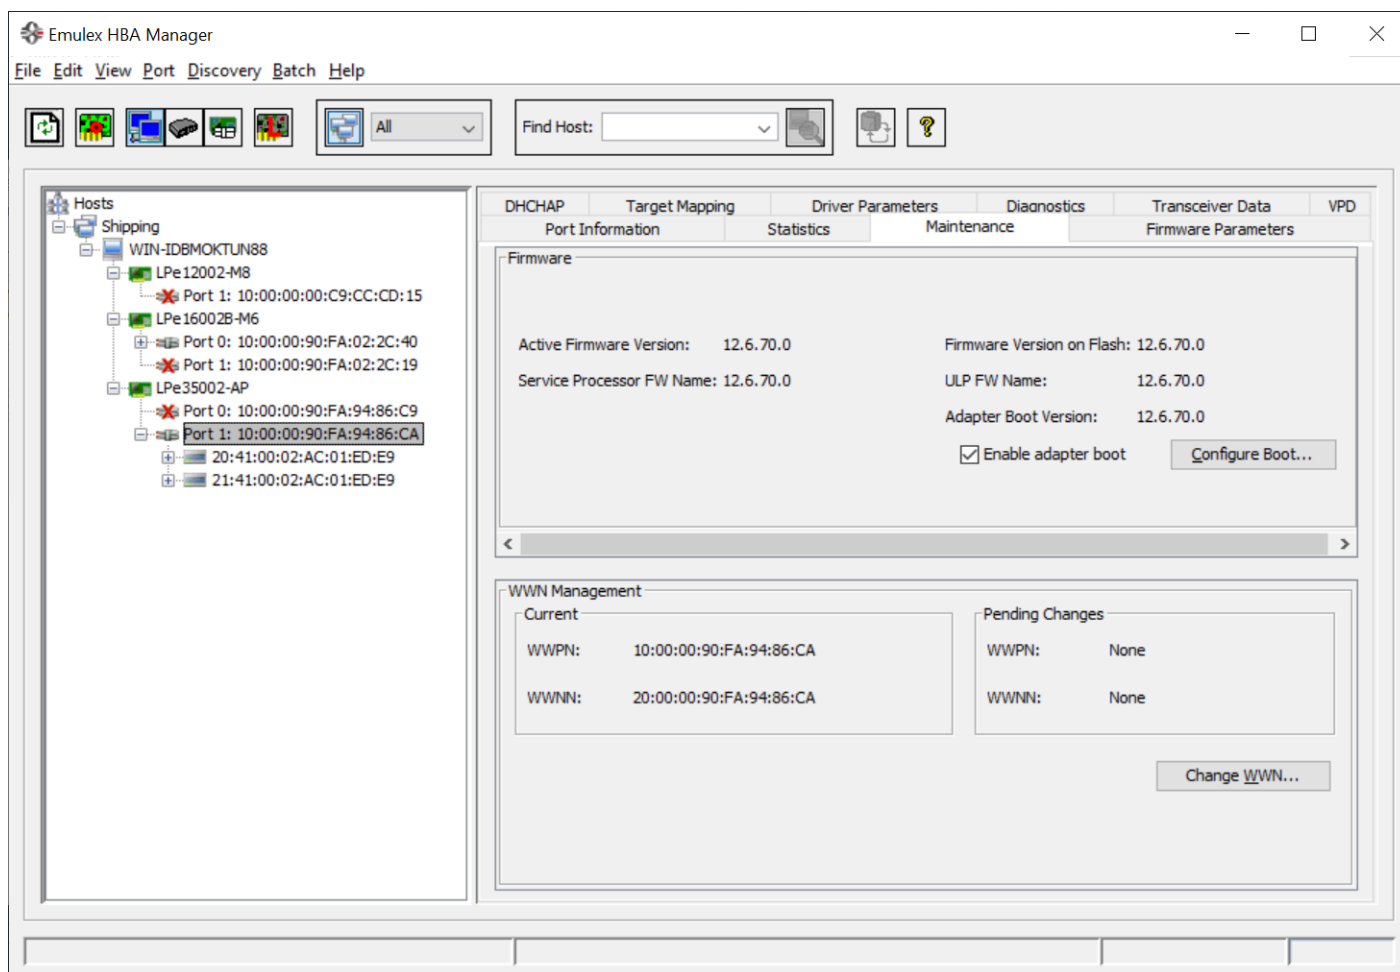 Emulex HBA Manager
File Edit View Port Discovery Batch Help
All
Find Host:
Hosts
Shipping
WIN-IDBMOKTUN88
LPe12002-M8
Port 1: 10:00:00:00:C9:CC:CD:15
LPe16002B-M6
Port 0: 10:00:00:90:FA:02:2C:40
Port 1: 10:00:00:90:FA:02:2C:19
LPe35002-AP
Port 0: 10:00:00:90:FA:94:86:C9
Port 1: 10:00:00:90:FA:94:86:CA
20:41:00:02:AC:01:ED:E9
21:41:00:02:AC:01:ED:E9
DHCHAP Target Mapping Driver Parameters Diagnostics Transceiver Data VPD
Port Information Statistics Maintenance Firmware Parameters
Firmware
Active Firmware Version: 12.6.70.0 Firmware Version on Flash: 12.6.70.0
Service Processor FW Name: 12.6.70.0 ULP FW Name: 12.6.70.0
Adapter Boot Version: 12.6.70.0
Enable adapter boot Configure Boot...
WWN Management
Current Pending Changes
WWPN: 10:00:00:90:FA:94:86:CA WWPN: None
WWNN: 20:00:00:90:FA:94:86:CA WWNN: None
Change WWN...